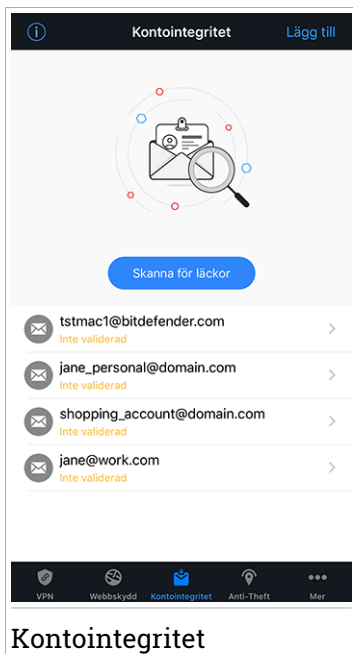 Kontointegritet
Lägg till
Skanna för läckor
tstmac1@bitdefender.com
Inte validerad
jane_personal@domain.com
Inte validerad
shopping_account@domain.com
Inte validerad
jane@work.com
Inte validerad
VPN
Webbskydd
Kontointegritet
Anti-Theft
Mer
Kontointegritet